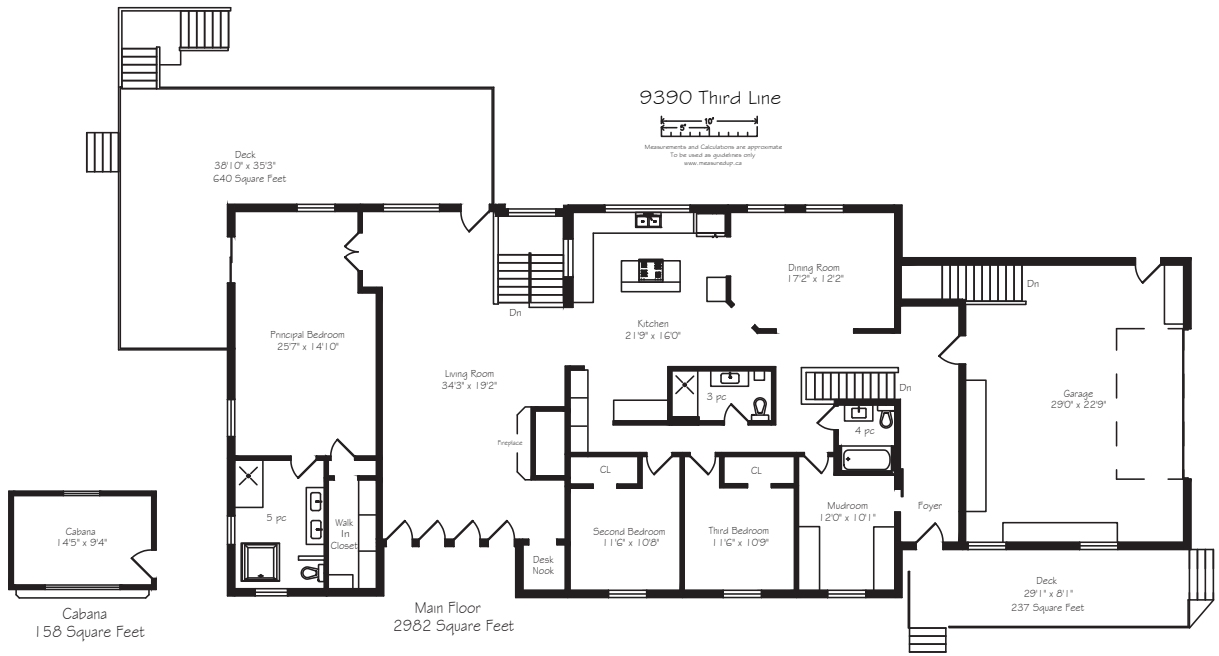 9390 Third Line
10'
5'
Measurements and Calculations are approximate
To be used as guidelines only
www.measuredup.ca
Deck
38'10" x 35'3"
640 Square Feet
Dining Room
17'2" x 12'2"
Dn
Dn
Kitchen
21'9" x 16'0"
Principal Bedroom
25'7" x 14'10"
Living Room
34'3" x 19'2"
Dn
3 pc
Garage
29'0" x 22'9"
4 pc
Fireplace
CL
CL
5 pc
Walk
In
Closet
Second Bedroom
11'6" x 10'8"
Third Bedroom
11'6" x 10'9"
Mudroom
12'0" x 10'1"
Foyer
Cabana
14'5" x 9'4"
Desk
Nook
Deck
29'1" x 8'1"
237 Square Feet
Cabana
158 Square Feet
Main Floor
2982 Square Feet